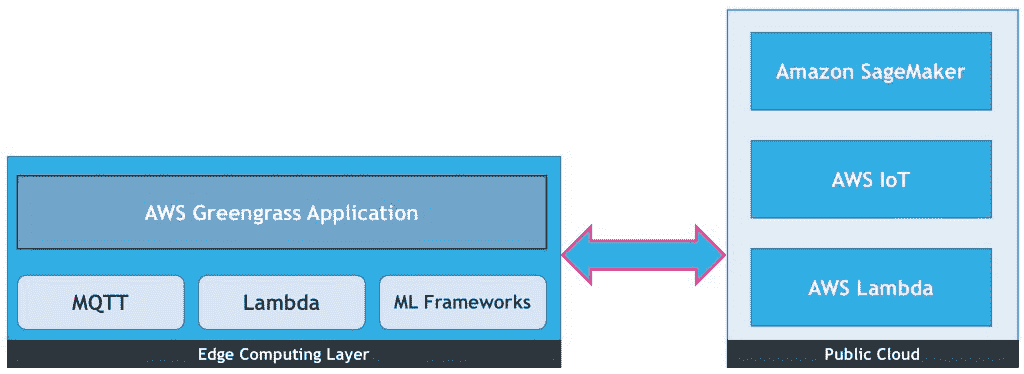 AWS Greengrass Application
MQTT
Lambda
ML Frameworks
Edge Computing Layer
Amazon SageMaker
AWS IoT
AWS Lambda
Public Cloud